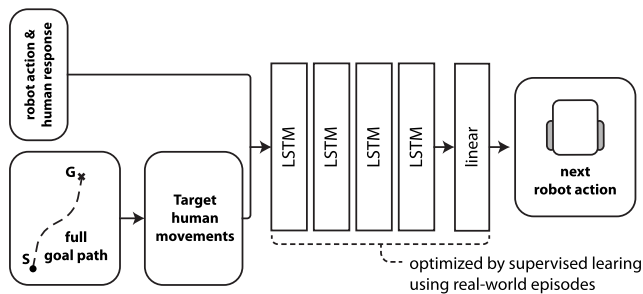 robot action &
human response
G
S
full
goal path
Target
human
movements
LSTM
LSTM
LSTM
LSTM
linear
next
robot action
optimized by supervised learing
using real-world episodes